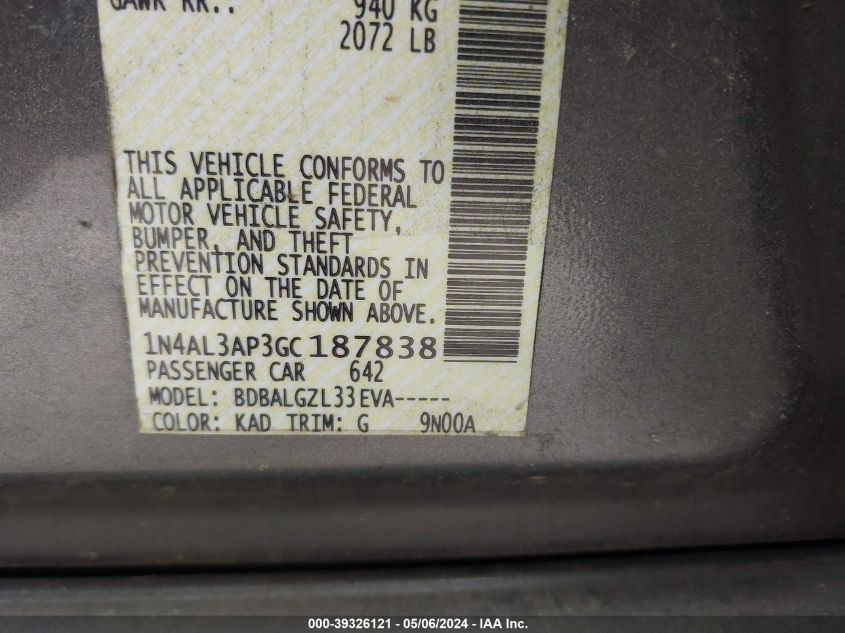 GAWR RR.: 940 KG
2072 LB
THIS VEHICLE CONFORMS TO
ALL APPLICABLE FEDERAL
MOTOR VEHICLE SAFETY,
BUMPER, AND THEFT
PREVENTION STANDARDS IN
EFFECT ON THE DATE OF
MANUFACTURE SHOWN ABOVE.
1N4AL3AP3GC187838
PASSENGER CAR 642
MODEL: BDBALGZL33EVA-----
COLOR: KAD TRIM: G 9N00A
000-39326121 - 05/06/2024 - IAA Inc.